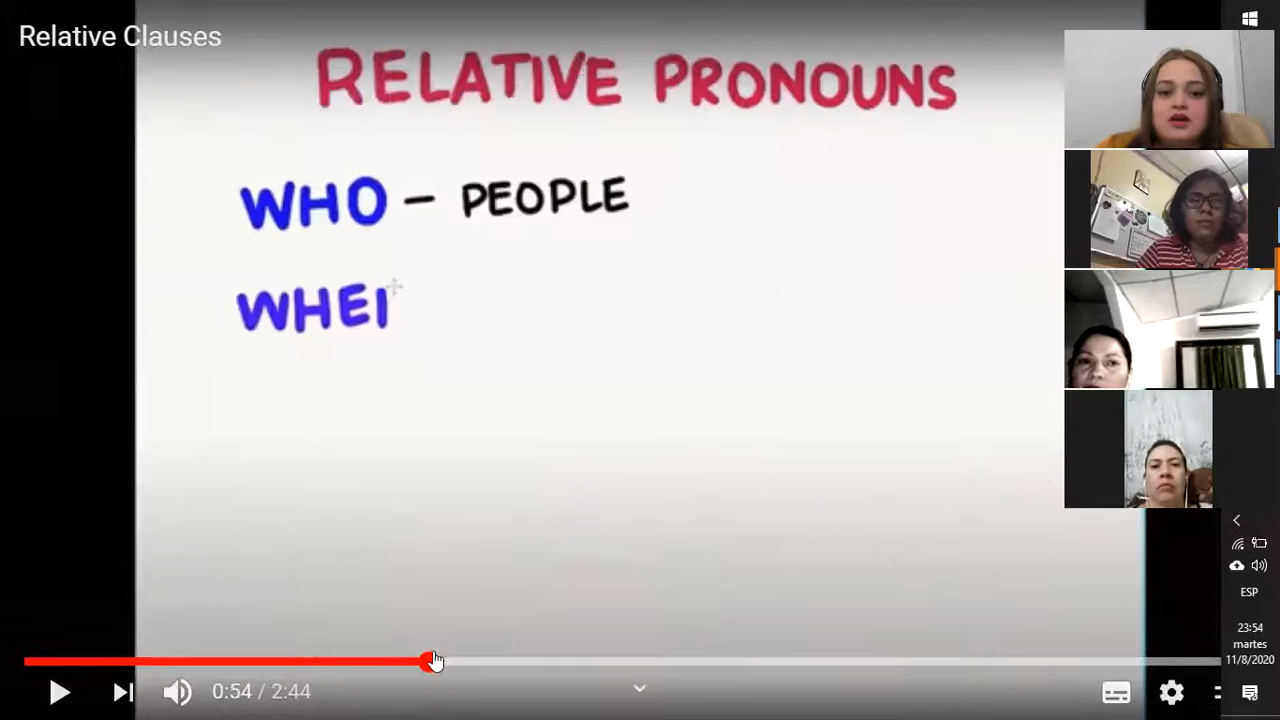 Relative Clauses
RELATIVE PRONOUNS
WHO - PEOPLE
WHEI
0:54 / 2:44
ESP
23:54
martes
11/8/2020